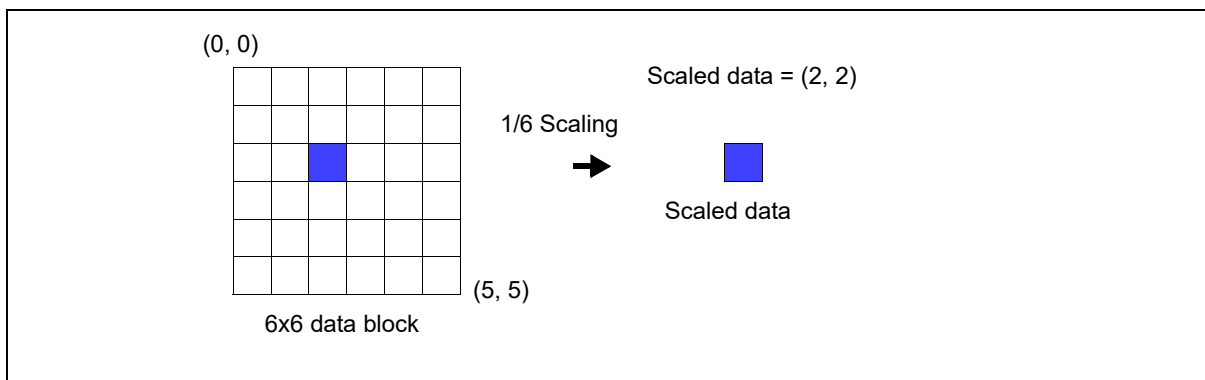 (0, 0)
Scaled data = (2, 2)
1/6 Scaling
Scaled data
(5, 5)
6x6 data block